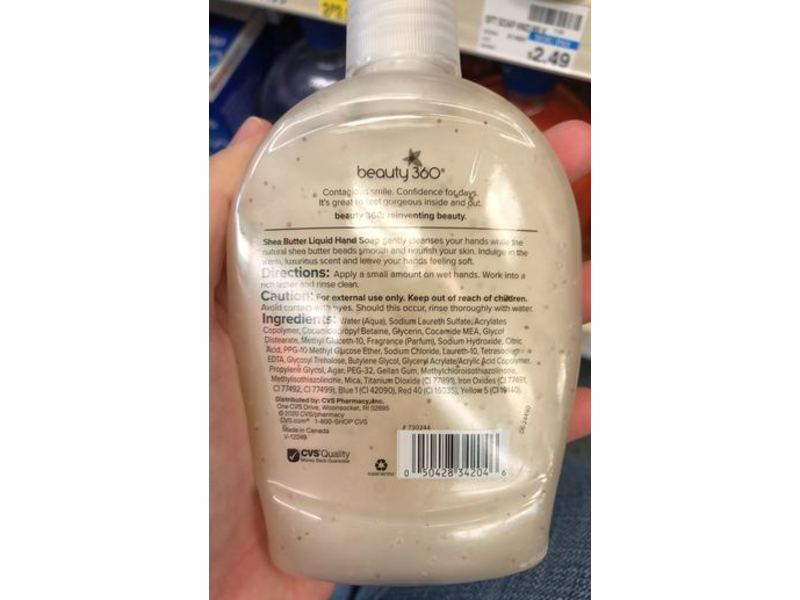 $2.49
beauty 360®
Contagious smile. Confidence for days.
It's great to feel gorgeous inside and out.
beauty 360: reinventing beauty.
Shea Butter Liquid Hand Soap gently cleanses your hands while the
natural shea butter beads smooth and nourish your skin. Indulge in the
warm, luxurious scent and leave your hands feeling soft.
Directions: Apply a small amount on wet hands. Work into a
rich lather and rinse clean.
Caution: For external use only. Keep out of reach of children.
Avoid contact with eyes. Should this occur, rinse thoroughly with water.
Ingredients: Water (Aqua), Sodium Laureth Sulfate, Acrylates
Copolymer, Cocamidopropyl Betaine, Glycerin, Cocamide MEA, Glycol
Distearate, Methyl Gluceth-10, Fragrance (Parfum), Sodium Hydroxide, Citric
Acid, PPG-10 Methyl Glucose Ether, Sodium Chloride, Laureth-10, Tetrasodium
EDTA, Glycosyl Trehalose, Butylene Glycol, Glyceryl Acrylate/Acrylic Acid Copolymer,
Propylene Glycol, Agar, PEG-32, Gellan Gum, Methylchloroisothiazolinone,
Methylisothiazolinone, Mica, Titanium Dioxide (CI 77891), Iron Oxides (CI 77491,
CI 77492, CI 77499), Blue 1 (CI 42090), Red 40 (CI 16035), Yellow 5 (CI 19140).
Distributed by: CVS Pharmacy, Inc.
One CVS Drive, Woonsocket, RI 02895
© 2020 CVS/pharmacy
CVS.com® 1-800-SHOP CVS
Made in Canada
V-12249
# 730244
CVS Quality
Money Back Guarantee
0 50428 34204 6